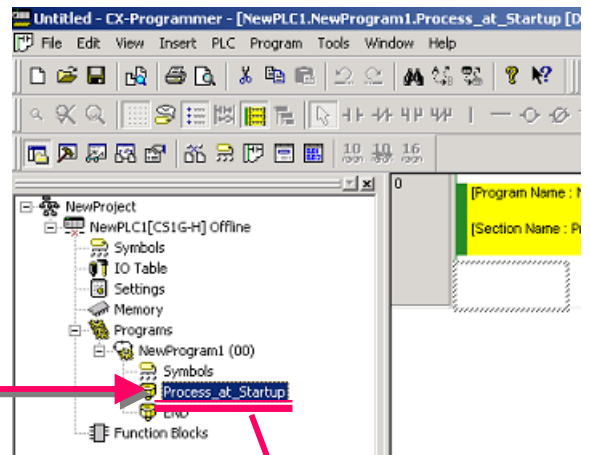 Untitled - CX-Programmer - [NewPLC1.NewProgram1.Process_at_Startup [D
File Edit View Insert PLC Program Tools Window Help
10 10 16
0
[Program Name : N
[Section Name : Pr
NewProject
NewPLC1[CS1G-H] Offline
Symbols
IO Table
Settings
Memory
Programs
NewProgram1 (00)
Symbols
Process_at_Startup
END
Function Blocks